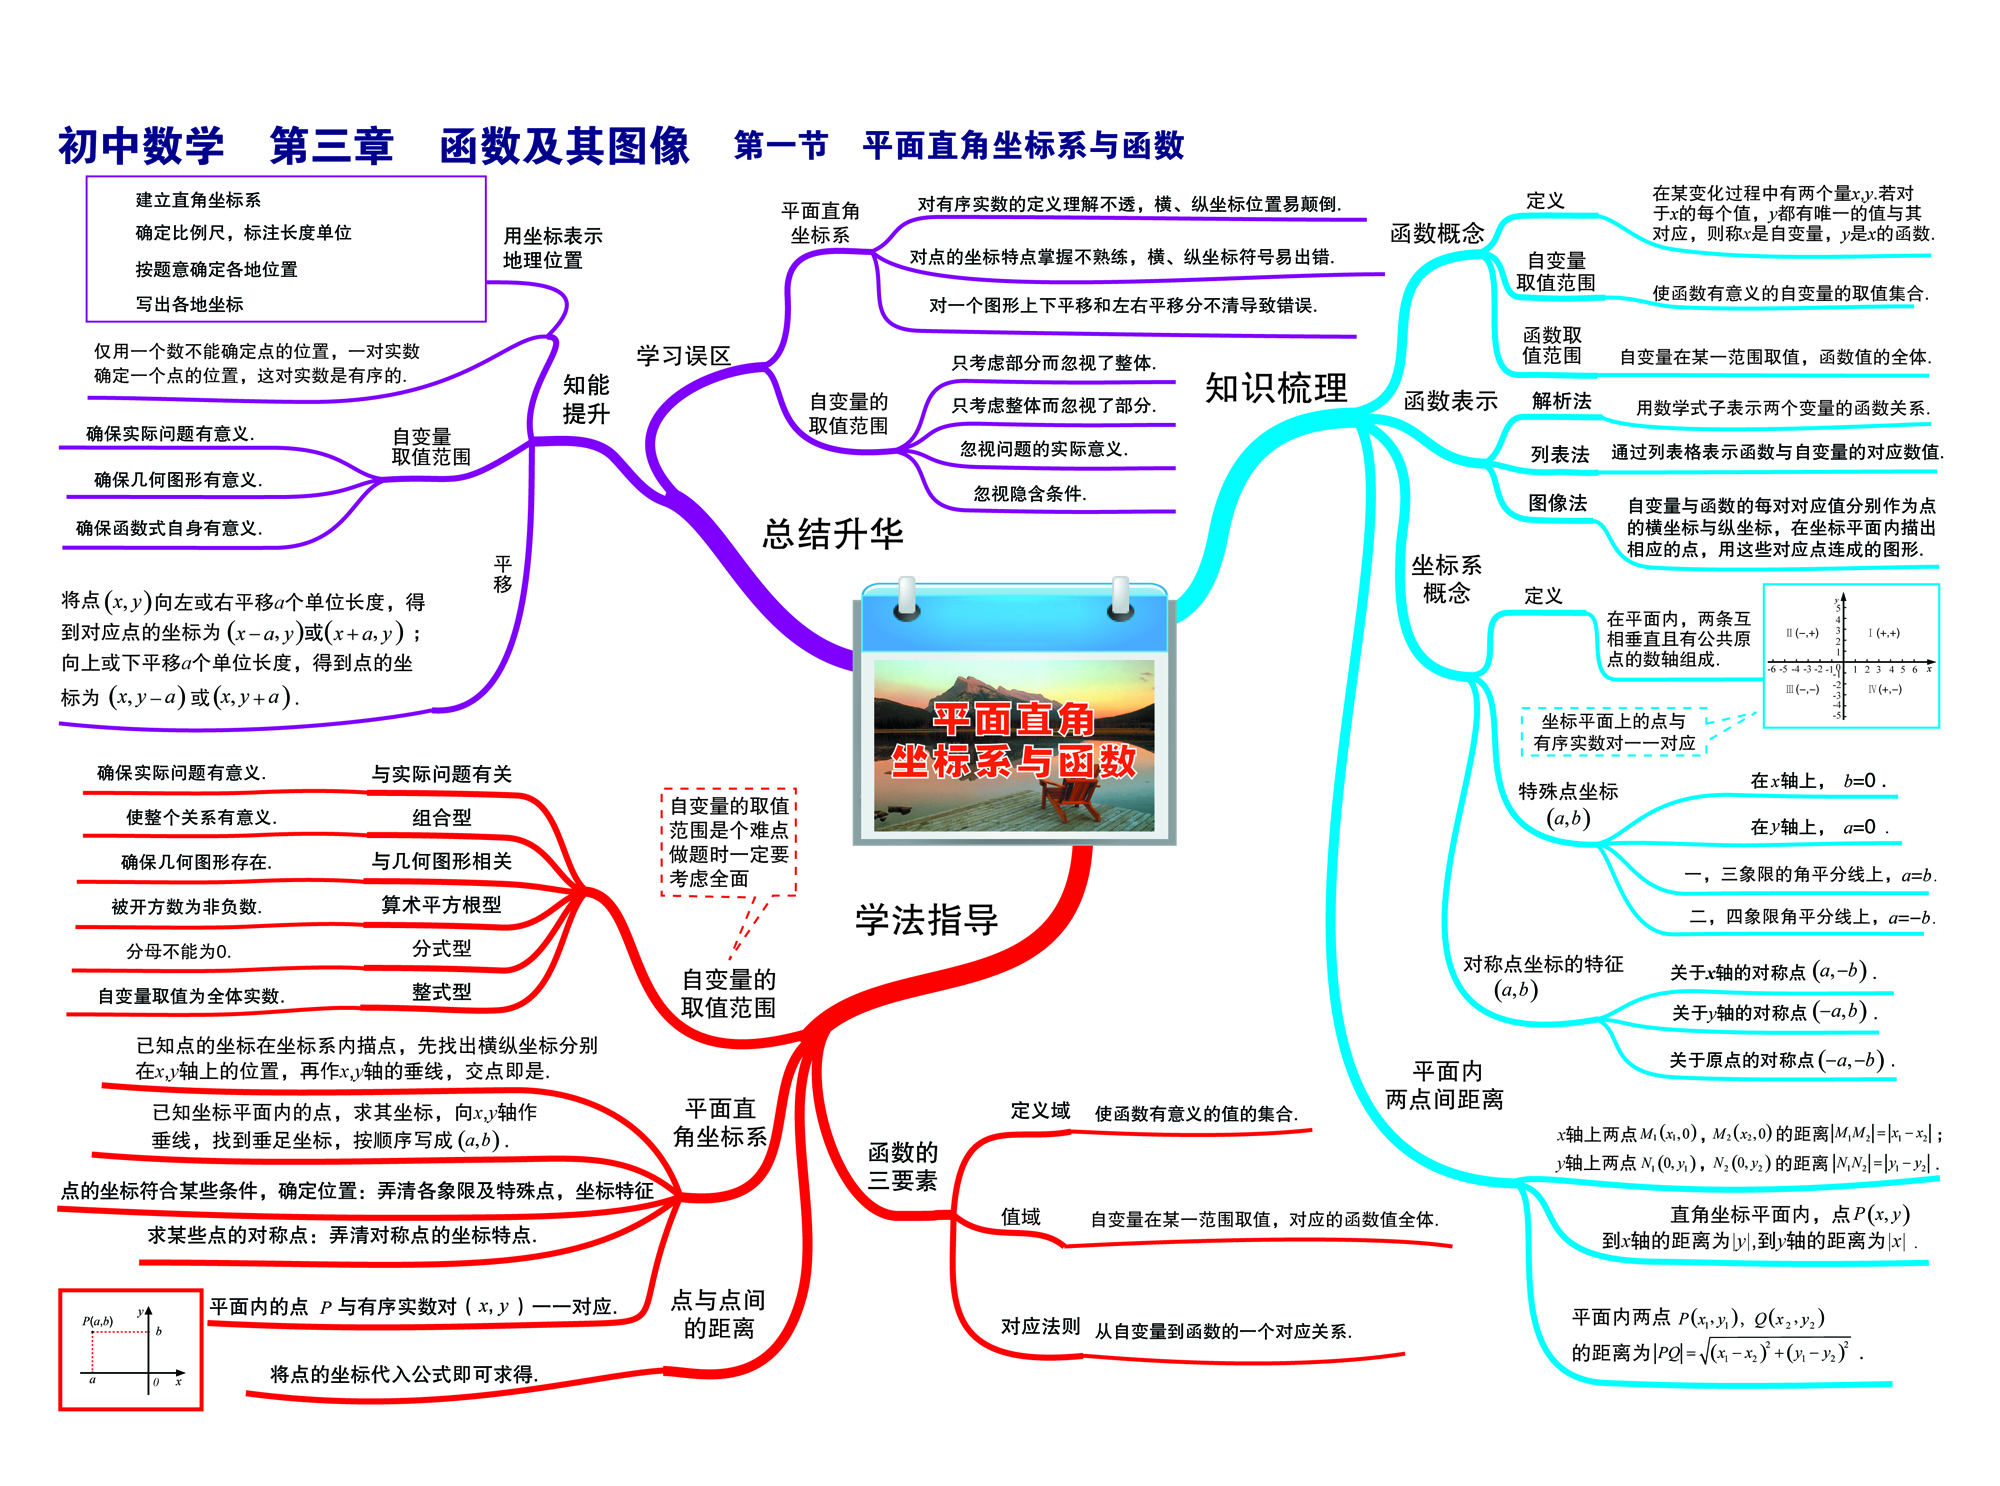 初中数学 第三章 函数及其图像 第一节 平面直角坐标系与函数
建立直角坐标系
确定比例尺，标注长度单位
按题意确定各地位置
写出各地坐标
用坐标表示
地理位置
仅用一个数不能确定点的位置，一对实数
确定一个点的位置，这对实数是有序的.
知能
提升
确保实际问题有意义.
确保几何图形有意义.
确保函数式自身有意义.
自变量
取值范围
平
移
将点(x,y)向左或右平移a个单位长度，得
到对应点的坐标为(x-a,y)或(x+a,y)；
向上或下平移a个单位长度，得到点的坐
标为(x,y-a)或(x,y+a).
学习误区
平面直角
坐标系
对有序实数的定义理解不透，横、纵坐标位置易颠倒.
对点的坐标特点掌握不熟练，横、纵坐标符号易出错.
对一个图形上下平移和左右平移分不清导致错误.
自变量的
取值范围
只考虑部分而忽视了整体.
只考虑整体而忽视了部分.
忽视问题的实际意义.
忽视隐含条件.
总结升华
平面直角
坐标系与函数
知识梳理
函数概念
定义
在某变化过程中有两个量x,y.若对
于x的每个值，y都有唯一的值与其
对应，则称x是自变量，y是x的函数.
自变量
取值范围
使函数有意义的自变量的取值集合.
函数取
值范围
自变量在某一范围取值，函数值的全体.
函数表示
解析法
用数学式子表示两个变量的函数关系.
列表法
通过列表格表示函数与自变量的对应数值.
图像法
自变量与函数的每对对应值分别作为点
的横坐标与纵坐标，在坐标平面内描出
相应的点，用这些对应点连成的图形.
坐标系
概念
定义
在平面内，两条互
相垂直且有公共原
点的数轴组成.
y
5
4
3
2
1
Ⅱ(-,+) Ⅰ(+,+)
-6 -5 -4 -3 -2 -1 0 1 2 3 4 5 6 x
-1
-2
-3
-4
-5
Ⅲ(-,-) Ⅳ(+,-)
坐标平面上的点与
有序实数对一一对应
特殊点坐标
(a,b)
在x轴上， b=0 .
在y轴上， a=0 .
一，三象限的角平分线上，a=b.
二，四象限角平分线上，a=-b.
对称点坐标的特征
(a,b)
关于x轴的对称点(a,-b).
关于y轴的对称点(-a,b).
关于原点的对称点(-a,-b).
平面内
两点间距离
x轴上两点M₁(x₁,0)，M₂(x₂,0)的距离|M₁M₂|=|x₁-x₂|；
y轴上两点N₁(0,y₁)，N₂(0,y₂)的距离|N₁N₂|=|y₁-y₂|.
直角坐标平面内，点P(x,y)
到x轴的距离为|y|,到y轴的距离为|x|.
平面内两点 P(x₁,y₁)，Q(x₂,y₂)
的距离为|PQ|=√(x₁-x₂)²+(y₁-y₂)².
学法指导
自变量的取值
范围是个难点
做题时一定要
考虑全面
自变量的
取值范围
确保实际问题有意义. 与实际问题有关
使整个关系有意义. 组合型
确保几何图形存在. 与几何图形相关
被开方数为非负数. 算术平方根型
分母不能为0. 分式型
自变量取值为全体实数. 整式型
平面直
角坐标系
已知点的坐标在坐标系内描点，先找出横纵坐标分别
在x,y轴上的位置，再作x,y轴的垂线，交点即是.
已知坐标平面内的点，求其坐标，向x,y轴作
垂线，找到垂足坐标，按顺序写成(a,b).
点的坐标符合某些条件，确定位置：弄清各象限及特殊点，坐标特征
求某些点的对称点：弄清对称点的坐标特点.
平面内的点 P 与有序实数对(x,y)一一对应.
P(a,b)
y
b
a
0
x
点与点间
的距离
将点的坐标代入公式即可求得.
函数的
三要素
定义域
使函数有意义的值的集合.
值域
自变量在某一范围取值，对应的函数值全体.
对应法则
从自变量到函数的一个对应关系.